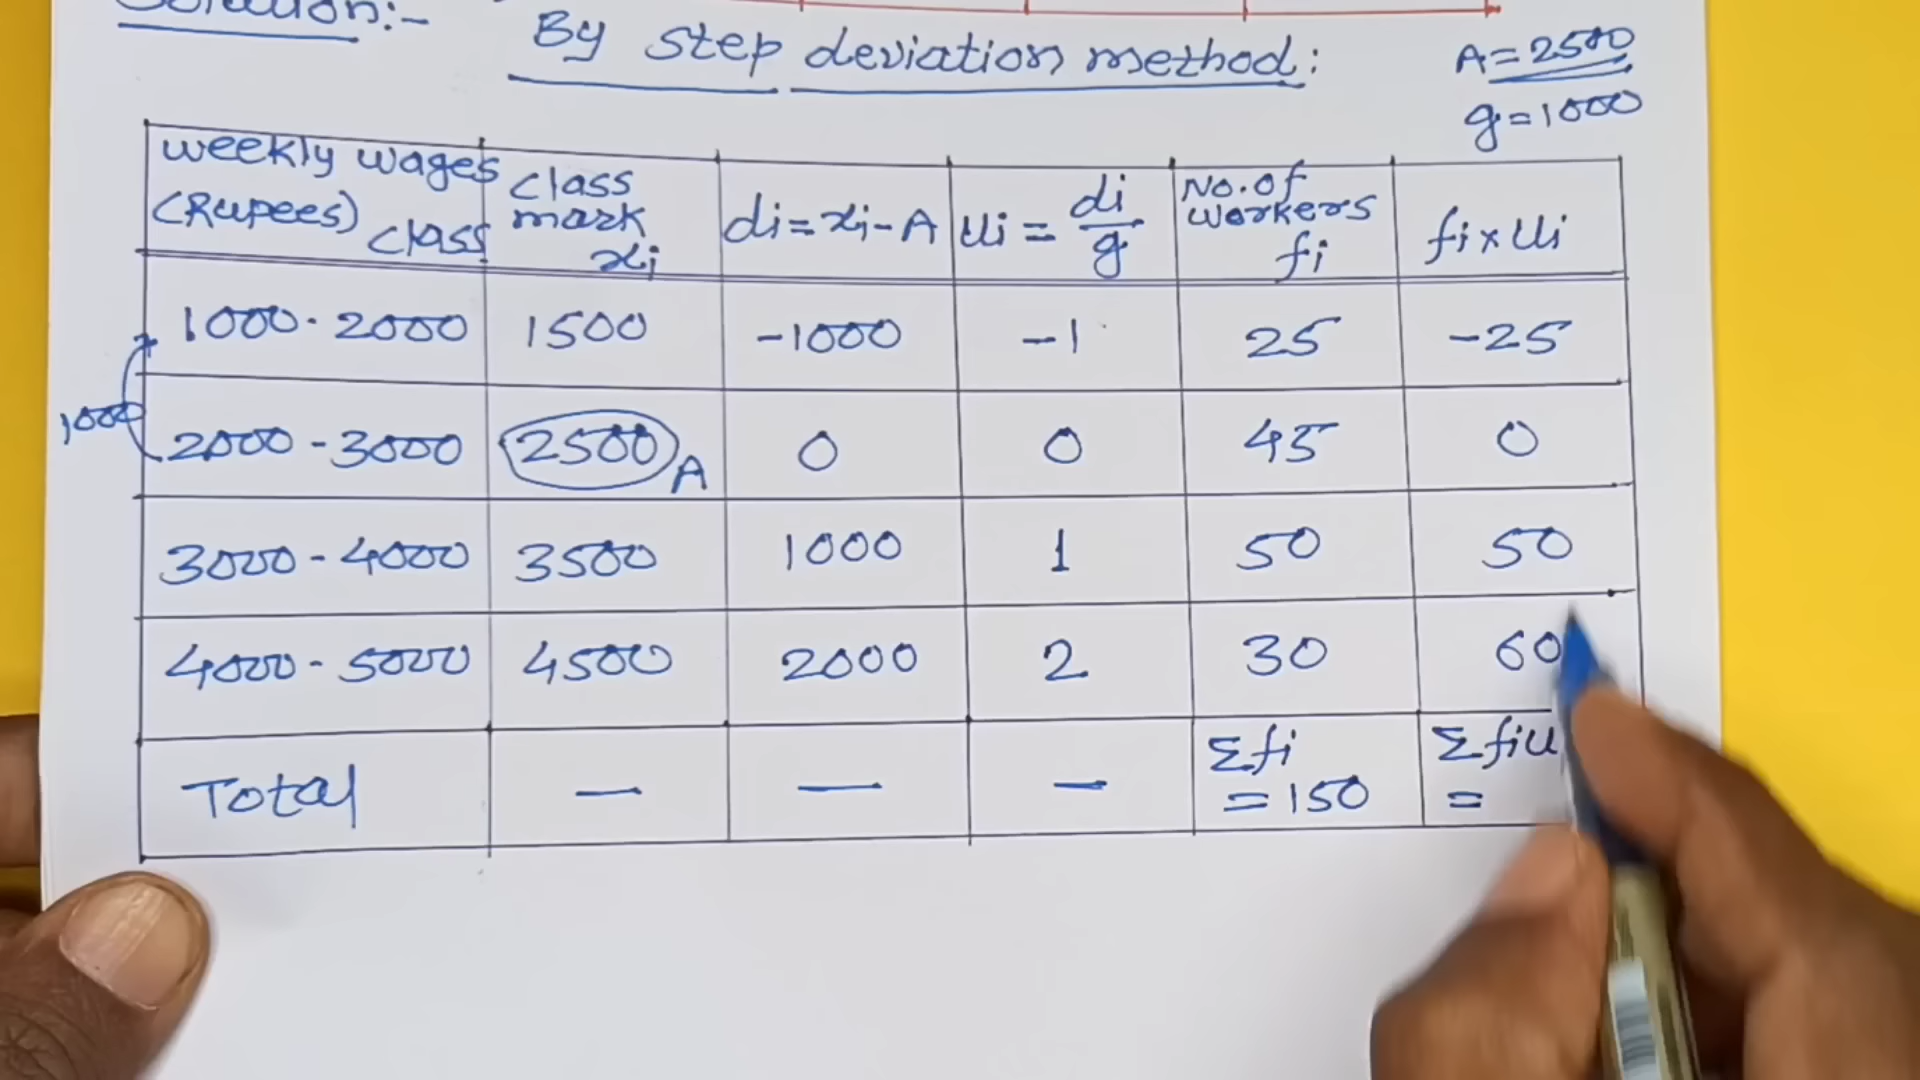 Solution:-
By step deviation method:
A=2500
g=1000
weekly wages
(Rupees) class
class
mark
xi
di=xi-A
ui = di/g
No.of
workers
fi
fi×ui
1000-2000 1500 -1000 -1 25 -25
1000
2000-3000 2500 A 0 0 45 0
3000-4000 3500 1000 1 50 50
4000-5000 4500 2000 2 30 60
Total — — —
Σfi
=150
Σfiu
=